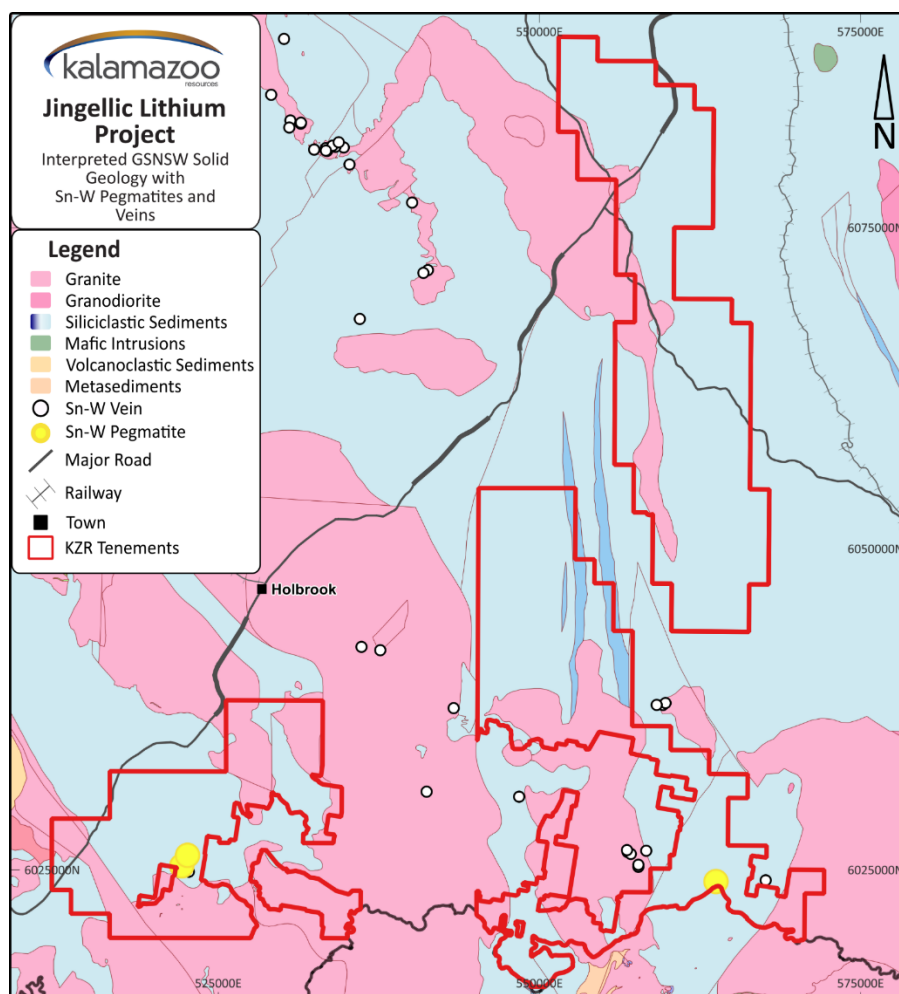 kalamazoo
resources
Jingellic Lithium
Project
Interpreted GSNSW Solid
Geology with
Sn-W Pegmatites and
Veins
Legend
Granite
Granodiorite
Siliciclastic Sediments
Mafic Intrusions
Volcanoclastic Sediments
Metasediments
Sn-W Vein
Sn-W Pegmatite
Major Road
Railway
Town
KZR Tenements
550000E
575000E
N
6075000N
6050000N
Holbrook
6025000N
6025000N
525000E
550000E
575000E